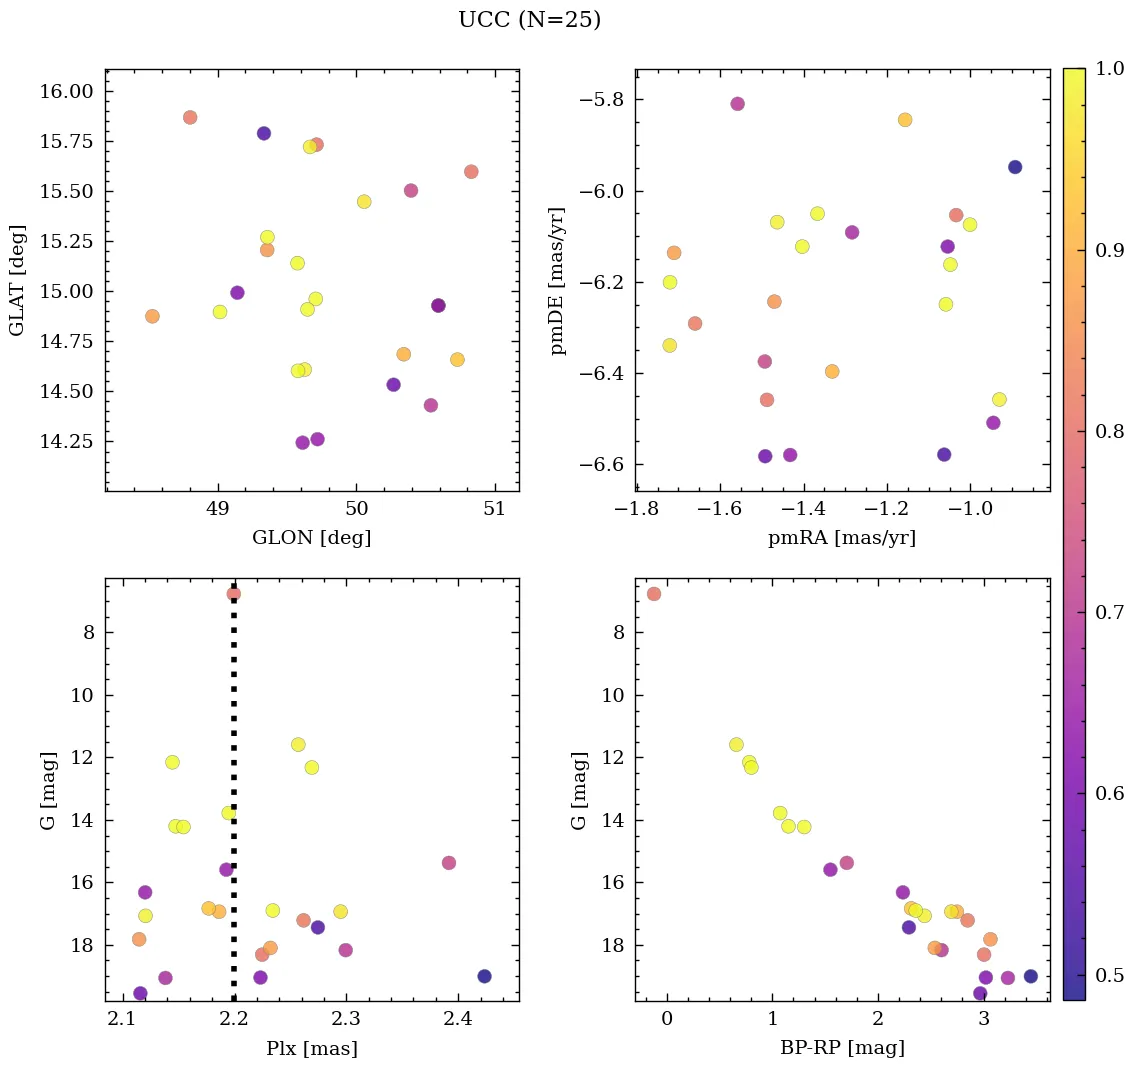 UCC (N=25)
16.00
15.75
15.50
15.25
15.00
14.75
14.50
14.25
GLAT [deg]
49 50 51
GLON [deg]
−5.8
−6.0
−6.2
−6.4
−6.6
pmDE [mas/yr]
−1.8 −1.6 −1.4 −1.2 −1.0
pmRA [mas/yr]
1.0
0.9
0.8
0.7
0.6
0.5
8
10
12
14
16
18
G [mag]
2.1 2.2 2.3 2.4
Plx [mas]
8
10
12
14
16
18
G [mag]
0 1 2 3
BP-RP [mag]